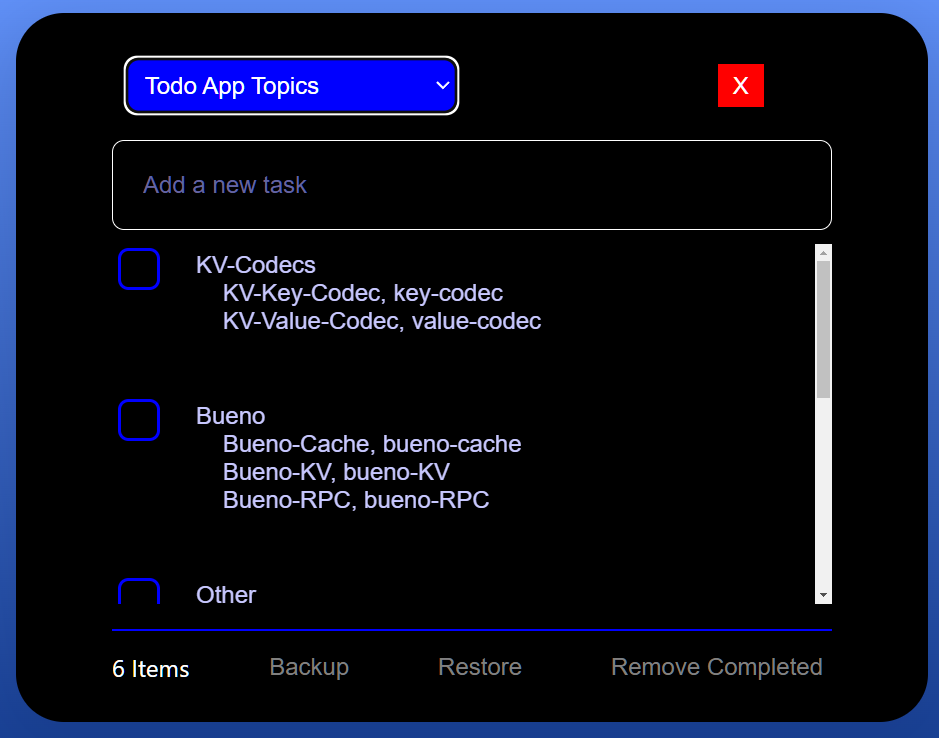 Todo App Topics
X
Add a new task
KV-Codecs
KV-Key-Codec, key-codec
KV-Value-Codec, value-codec
Bueno
Bueno-Cache, bueno-cache
Bueno-KV, bueno-KV
Bueno-RPC, bueno-RPC
Other
6 Items
Backup
Restore
Remove Completed